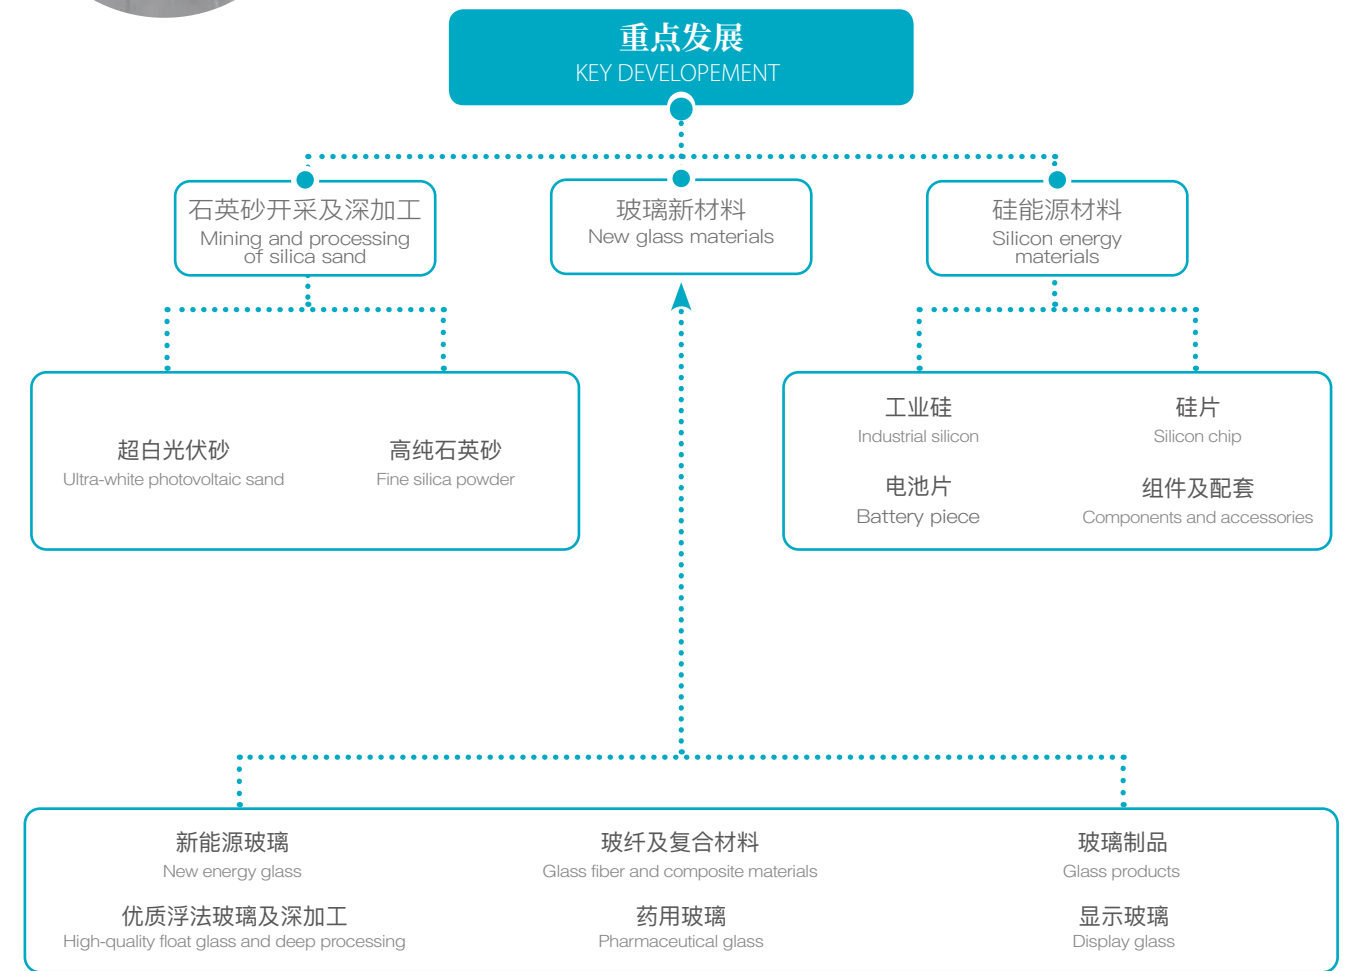 重点发展
KEY DEVELOPEMENT
石英砂开采及深加工
Mining and processing
of silica sand
玻璃新材料
New glass materials
硅能源材料
Silicon energy
materials
超白光伏砂
Ultra-white photovoltaic sand
高纯石英砂
Fine silica powder
工业硅
Industrial silicon
硅片
Silicon chip
电池片
Battery piece
组件及配套
Components and accessories
新能源玻璃
New energy glass
玻纤及复合材料
Glass fiber and composite materials
玻璃制品
Glass products
优质浮法玻璃及深加工
High-quality float glass and deep processing
药用玻璃
Pharmaceutical glass
显示玻璃
Display glass